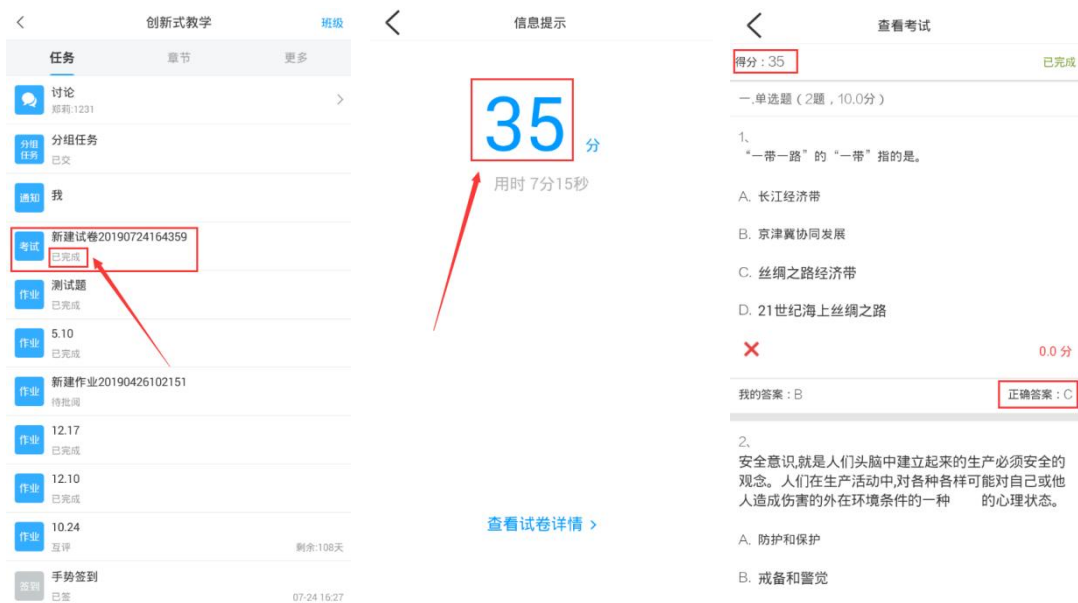 创新式教学
班级
任务
章节
更多
讨论
郑莉:1231
分组
任务
分组任务
已交
通知
我
考试
新建试卷20190724164359
已完成
作业
测试题
已完成
作业
5.10
已完成
作业
新建作业20190426102151
待批阅
作业
12.17
已完成
作业
12.10
已完成
作业
10.24
互评
剩余:108天
签到
手势签到
已签
07-24 16:27
信息提示
35 分
用时 7分15秒
查看试卷详情
查看考试
得分：35
已完成
一.单选题（2题，10.0分）
1、
“一带一路”的“一带”指的是。
A. 长江经济带
B. 京津冀协同发展
C. 丝绸之路经济带
D. 21世纪海上丝绸之路
0.0 分
我的答案：B
正确答案：C
2、
安全意识,就是人们头脑中建立起来的生产必须安全的
观念。人们在生产活动中,对各种各样可能对自己或他
人造成伤害的外在环境条件的一种 的心理状态。
A. 防护和保护
B. 戒备和警觉